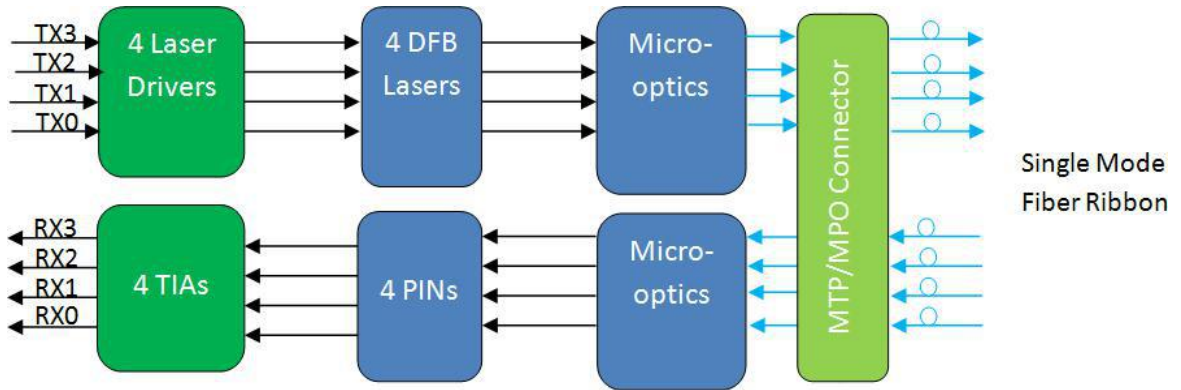 TX3
TX2
TX1
TX0
4 Laser
Drivers
4 DFB
Lasers
Micro-
optics
MTP/MPO Connector
Single Mode
Fiber Ribbon
RX3
RX2
RX1
RX0
4 TIAs
4 PINs
Micro-
optics